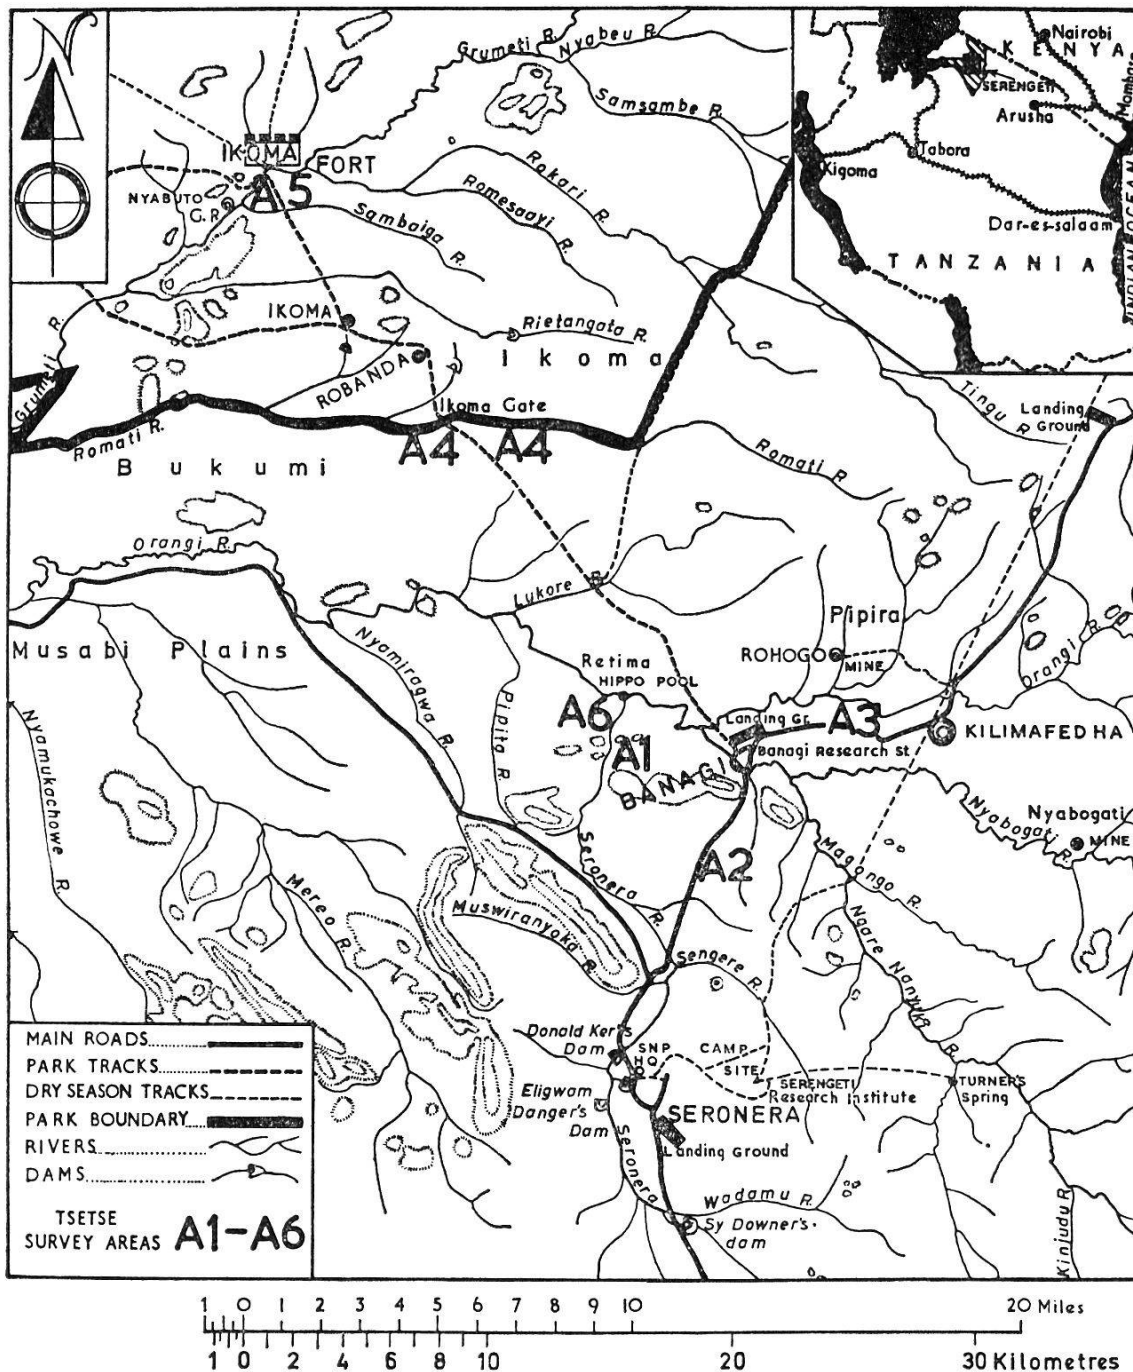 N
Grumeti R.
Nyabeu R.
Samsambe R.
IKOMA
FORT
A5
NYABUTO
G.R.
Rakari R.
Romesaayi R.
Sambaiga R.
Nairobi
KENYA
SERENGETI
Arusha
Mombasa
Tabora
Kigoma
Dar-es-salaam
TANZANIA
INDIAN OCEAN
IKOMA
Rietangata R.
Ikoma
ROBANDA
Grumeti R.
Ikoma Gate
Romati R.
A4
A4
Bukumi
Tingu R.
Landing
Ground
Romati R.
Orangi R.
Lukore R.
Musabi Plains
Nyamiragwa R.
Pipita R.
Pipira
ROHOGO
MINE
Orangi R.
Retima
HIPPO POOL
A6
A1
Landing Gr.
A3
KILIMAFEDHA
Banagi Research St
BANAGI
Nyamukachowe R.
Nyabogati R.
Nyabogati
MINE
A2
Seronera R.
Magongo R.
Mereo R.
Muswiranyoka R.
Ngare Nanyuki R.
Sengere R.
Donald Ker's
Dam
SNP
HQ
CAMP
SITE
SERENGETI
Research Institute
TURNER'S
Spring
Eligwam
Danger's
Dam
SERONERA
Landing Ground
Seronera
Wadamu R.
Sy Downer's
dam
Kinjudu R.
MAIN ROADS
PARK TRACKS
DRY SEASON TRACKS
PARK BOUNDARY
RIVERS
DAMS
TSETSE
SURVEY AREAS A1-A6
1 0 1 2 3 4 5 6 7 8 9 10 20 Miles
1 0 2 4 6 8 10 20 30 Kilometres